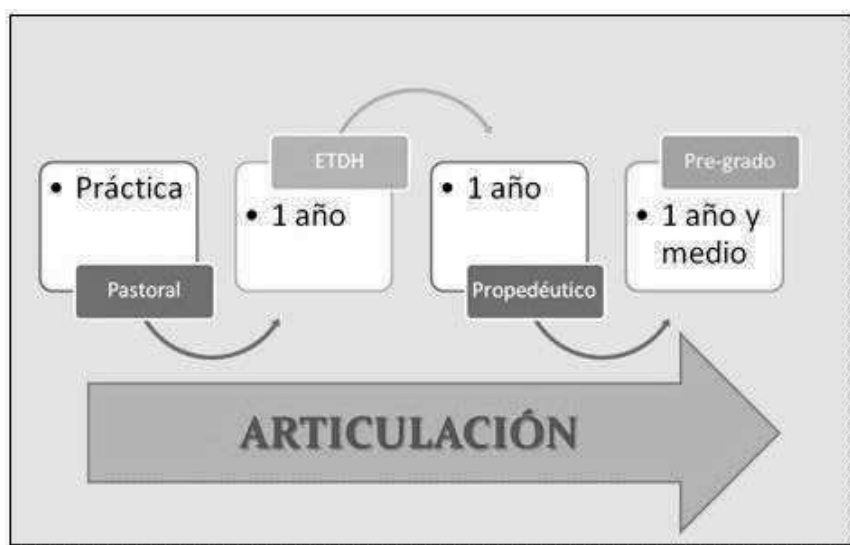 • Práctica
Pastoral
ETDH
• 1 año
• 1 año
Propedéutico
Pre-grado
• 1 año y
medio
ARTICULACIÓN